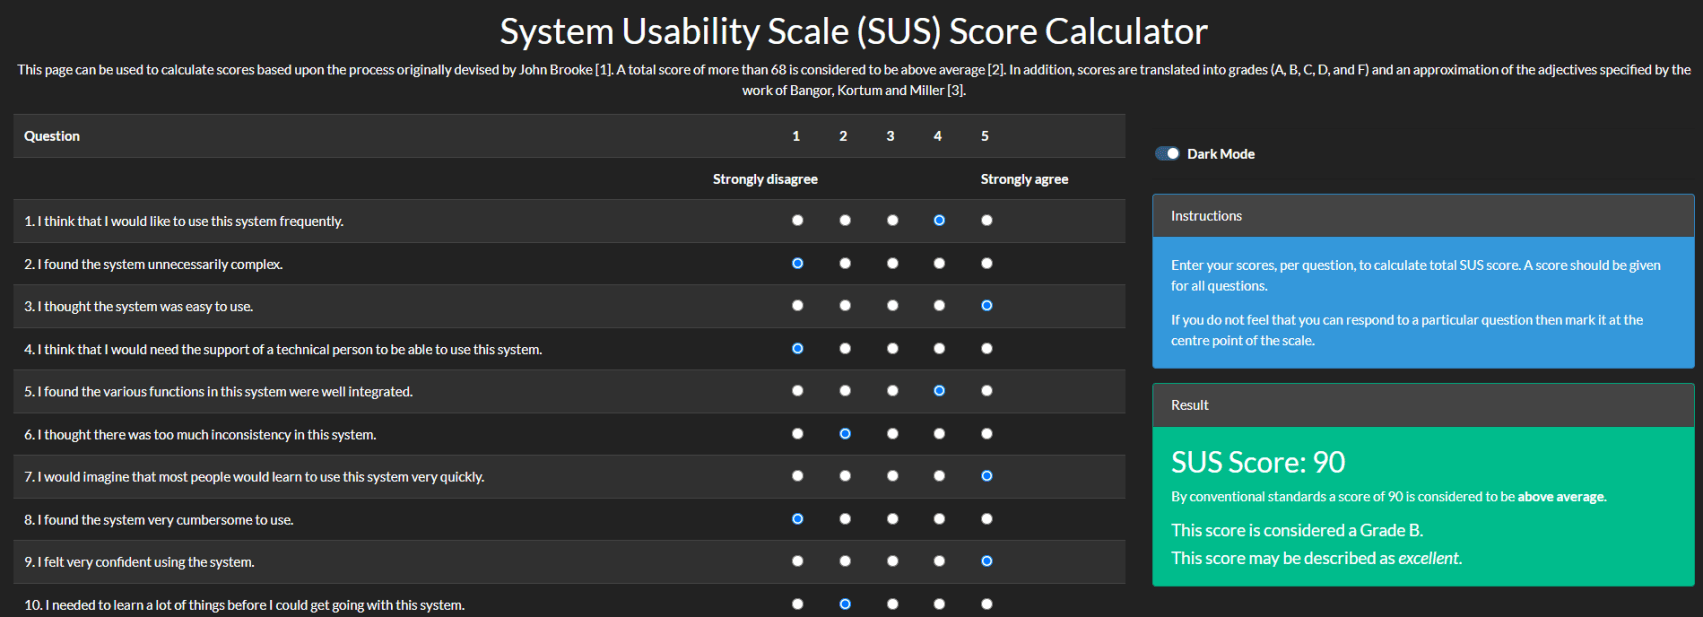 System Usability Scale (SUS) Score Calculator
This page can be used to calculate scores based upon the process originally devised by John Brooke [1]. A total score of more than 68 is considered to be above average [2]. In addition, scores are translated into grades (A, B, C, D, and F) and an approximation of the adjectives specified by the
work of Bangor, Kortum and Miller [3].
Question 1 2 3 4 5
Strongly disagree Strongly agree
1. I think that I would like to use this system frequently.
2. I found the system unnecessarily complex.
3. I thought the system was easy to use.
4. I think that I would need the support of a technical person to be able to use this system.
5. I found the various functions in this system were well integrated.
6. I thought there was too much inconsistency in this system.
7. I would imagine that most people would learn to use this system very quickly.
8. I found the system very cumbersome to use.
9. I felt very confident using the system.
10. I needed to learn a lot of things before I could get going with this system.
Dark Mode
Instructions
Enter your scores, per question, to calculate total SUS score. A score should be given
for all questions.
If you do not feel that you can respond to a particular question then mark it at the
centre point of the scale.
Result
SUS Score: 90
By conventional standards a score of 90 is considered to be above average.
This score is considered a Grade B.
This score may be described as excellent.